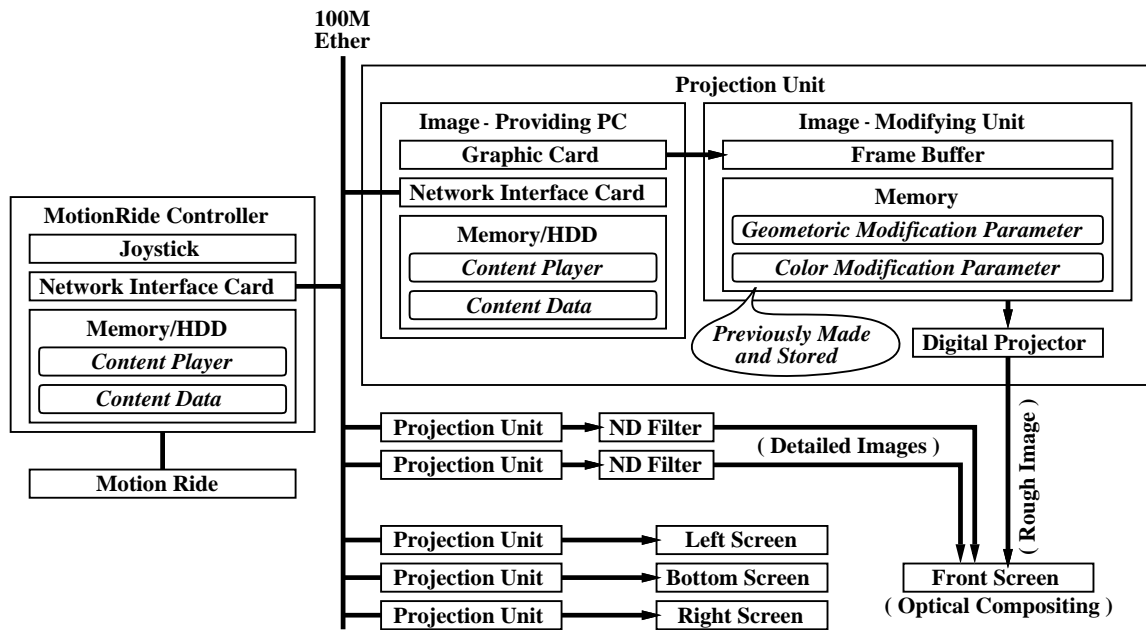 100M
Ether
Projection Unit
Image - Providing PC
Graphic Card
Network Interface Card
Memory/HDD
Content Player
Content Data
Image - Modifying Unit
Frame Buffer
Memory
Geometoric Modification Parameter
Color Modification Parameter
Previously Made
and Stored
Digital Projector
MotionRide Controller
Joystick
Network Interface Card
Memory/HDD
Content Player
Content Data
Motion Ride
Projection Unit
ND Filter
Projection Unit
ND Filter
( Detailed Images )
( Rough Image )
Projection Unit
Left Screen
Projection Unit
Bottom Screen
Projection Unit
Right Screen
Front Screen
( Optical Compositing )